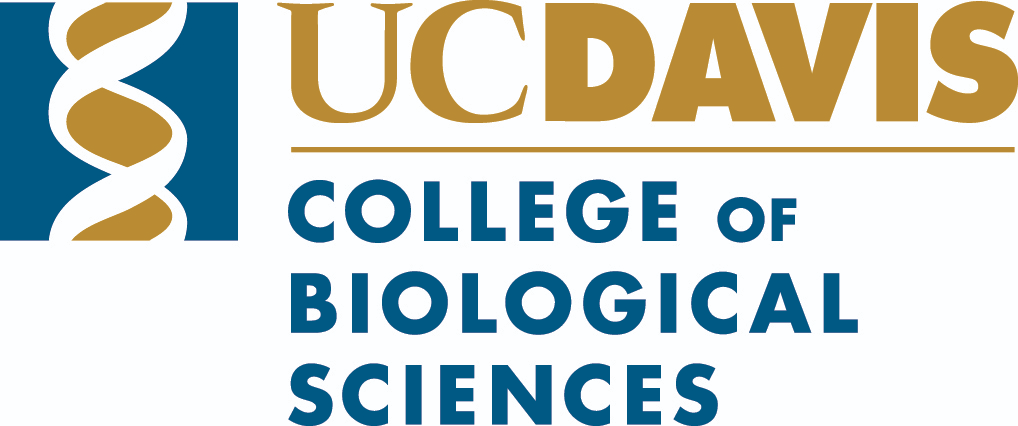 UCDAVIS
COLLEGE OF
BIOLOGICAL
SCIENCES